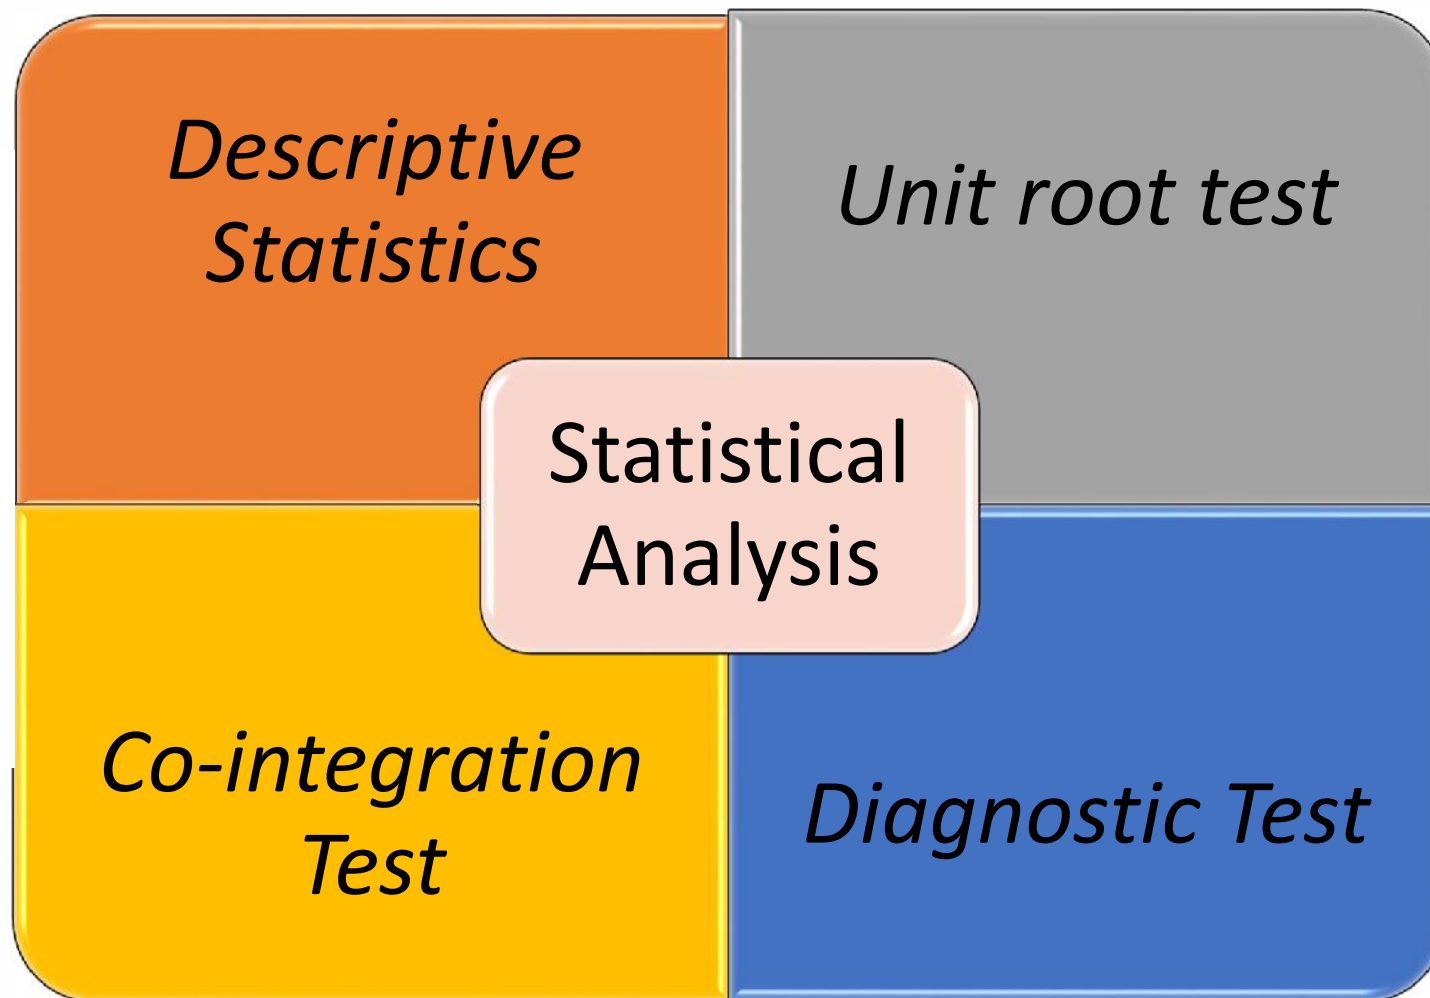 Descriptive
Statistics
Unit root test
Statistical
Analysis
Co-integration
Test
Diagnostic Test